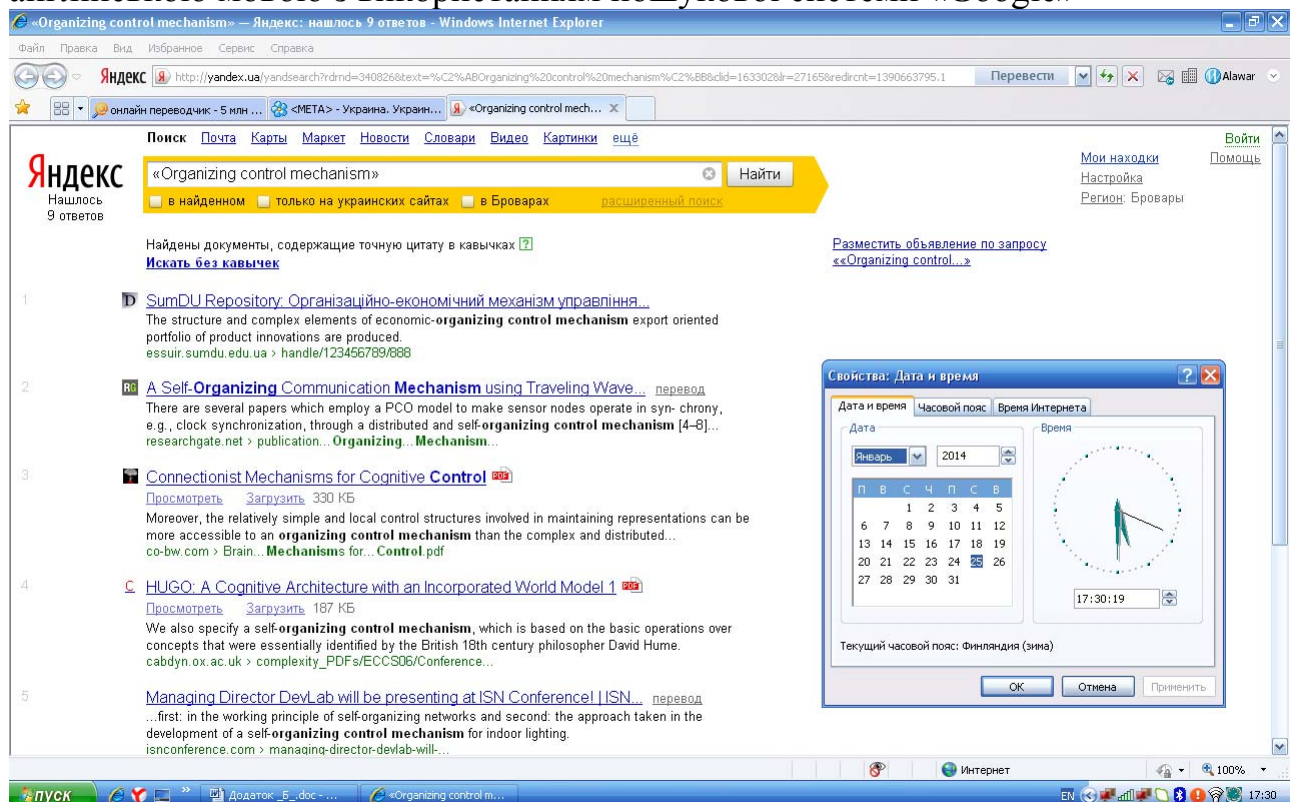 англійською мовою з використанням пошукової системи «Google»
«Organizing control mechanism» — Яндекс: нашлось 9 ответов - Windows Internet Explorer
Файл Правка Вид Избранное Сервис Справка
Яндекс http://yandex.ua/yandsearch?rdrnd=340826&text=%C2%ABOrganizing%20control%20mechanism%C2%BB&clid=1633028&lr=27165&redircnt=1390663795.1 Перевести Alawar
онлайн переводчик - 5 млн ... <META> - Украина. Украин... «Organizing control mech... X
Поиск Почта Карты Маркет Новости Словари Видео Картинки ещё
Войти
Мои находки Помощь
Настройка
Регион: Бровары
Яндекс
Нашлось
9 ответов
«Organizing control mechanism» Найти
в найденном только на украинских сайтах в Броварах расширенный поиск
Найдены документы, содержащие точную цитату в кавычках ?
Искать без кавычек
Разместить объявление по запросу
««Organizing control...»
1 D SumDU Repository: Організаційно-економічний механізм управління...
The structure and complex elements of economic-organizing control mechanism export oriented
portfolio of product innovations are produced.
essuir.sumdu.edu.ua > handle/123456789/888
2 RG A Self-Organizing Communication Mechanism using Traveling Wave... перевод
There are several papers which employ a PCO model to make sensor nodes operate in syn- chrony,
e.g., clock synchronization, through a distributed and self-organizing control mechanism [4–8]...
researchgate.net > publication... Organizing... Mechanism...
3 Connectionist Mechanisms for Cognitive Control PDF
Просмотреть Загрузить 330 КБ
Moreover, the relatively simple and local control structures involved in maintaining representations can be
more accessible to an organizing control mechanism than the complex and distributed...
co-bw.com > Brain... Mechanisms for... Control.pdf
4 C HUGO: A Cognitive Architecture with an Incorporated World Model 1 PDF
Просмотреть Загрузить 187 КБ
We also specify a self-organizing control mechanism, which is based on the basic operations over
concepts that were essentially identified by the British 18th century philosopher David Hume.
cabdyn.ox.ac.uk > complexity_PDFs/ECCS06/Conference...
5 Managing Director DevLab will be presenting at ISN Conference! | ISN... перевод
...first: in the working principle of self-organizing networks and second: the approach taken in the
development of a self-organizing control mechanism for indoor lighting.
isnconference.com > managing-director-devlab-will-...
Свойства: Дата и время ? X
Дата и время Часовой пояс Время Интернета
Дата Время
Январь 2014
П В С Ч П С В
1 2 3 4 5
6 7 8 9 10 11 12
13 14 15 16 17 18 19
20 21 22 23 24 25 26
27 28 29 30 31
17:30:19
Текущий часовой пояс: Финляндия (зима)
ОК Отмена Применить
Интернет 100%
пуск Додаток _Б_.doc - ... «Organizing control m... EN 17:30